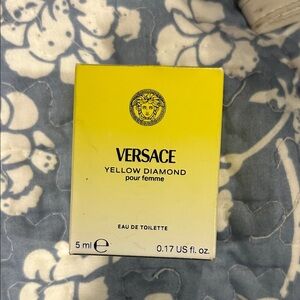 VERSACE
YELLOW DIAMOND
pour femme
EAU DE TOILETTE
5 ml ℮ 0.17 US fl. oz.